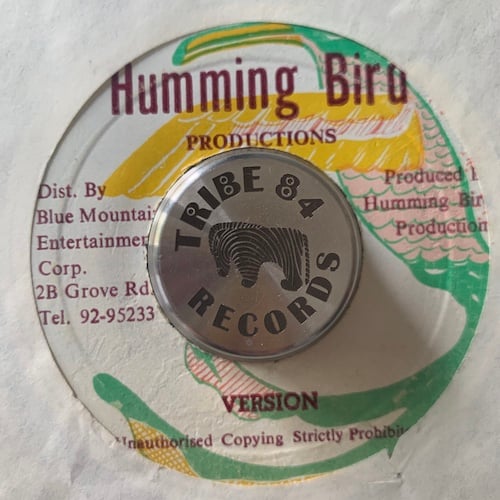 Humming Bird
PRODUCTIONS
Dist. By
Blue Mountai
Entertainmen
Corp.
2B Grove Rd.
Tel. 92-95233
Produced B
Humming Bir
Production
TRIBE 84
RECORDS
VERSION
Unauthorised Copying Strictly Prohibit